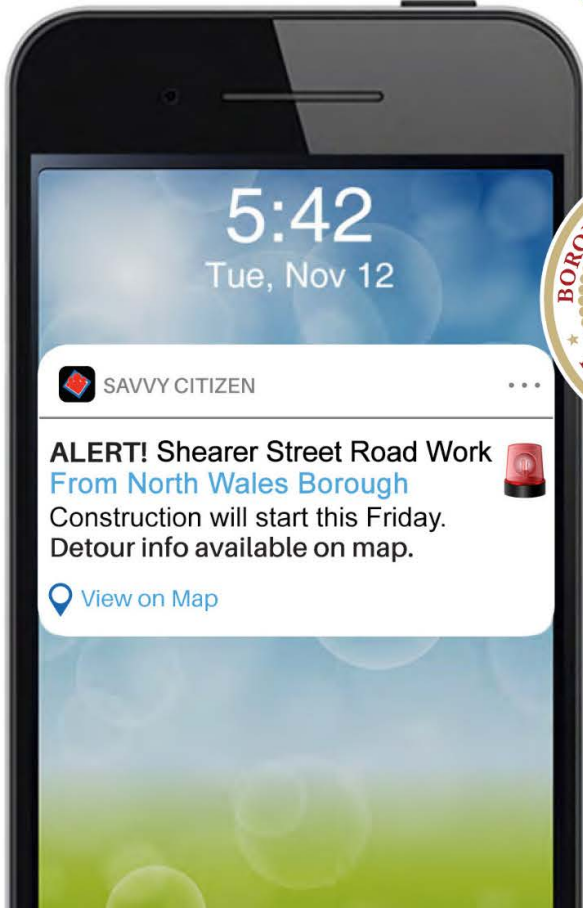 5:42
Tue, Nov 12
SAVVY CITIZEN
ALERT! Shearer Street Road Work
From North Wales Borough
Construction will start this Friday.
Detour info available on map.
View on Map